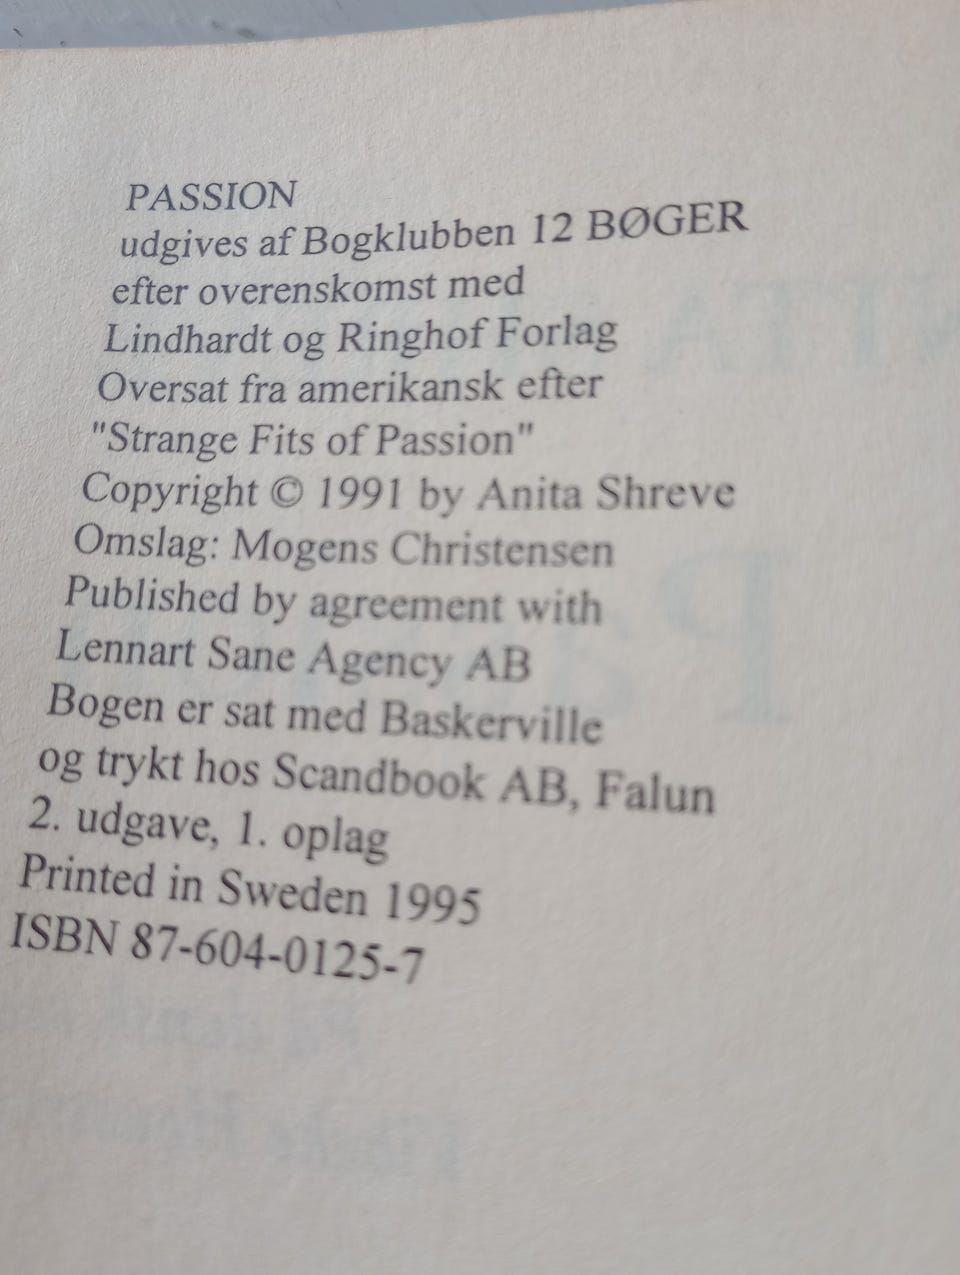 PASSION
udgives af Bogklubben 12 BØGER
efter overenskomst med
Lindhardt og Ringhof Forlag
Oversat fra amerikansk efter
"Strange Fits of Passion"
Copyright © 1991 by Anita Shreve
Omslag: Mogens Christensen
Published by agreement with
Lennart Sane Agency AB
Bogen er sat med Baskerville
og trykt hos Scandbook AB, Falun
2. udgave, 1. oplag
Printed in Sweden 1995
ISBN 87-604-0125-7